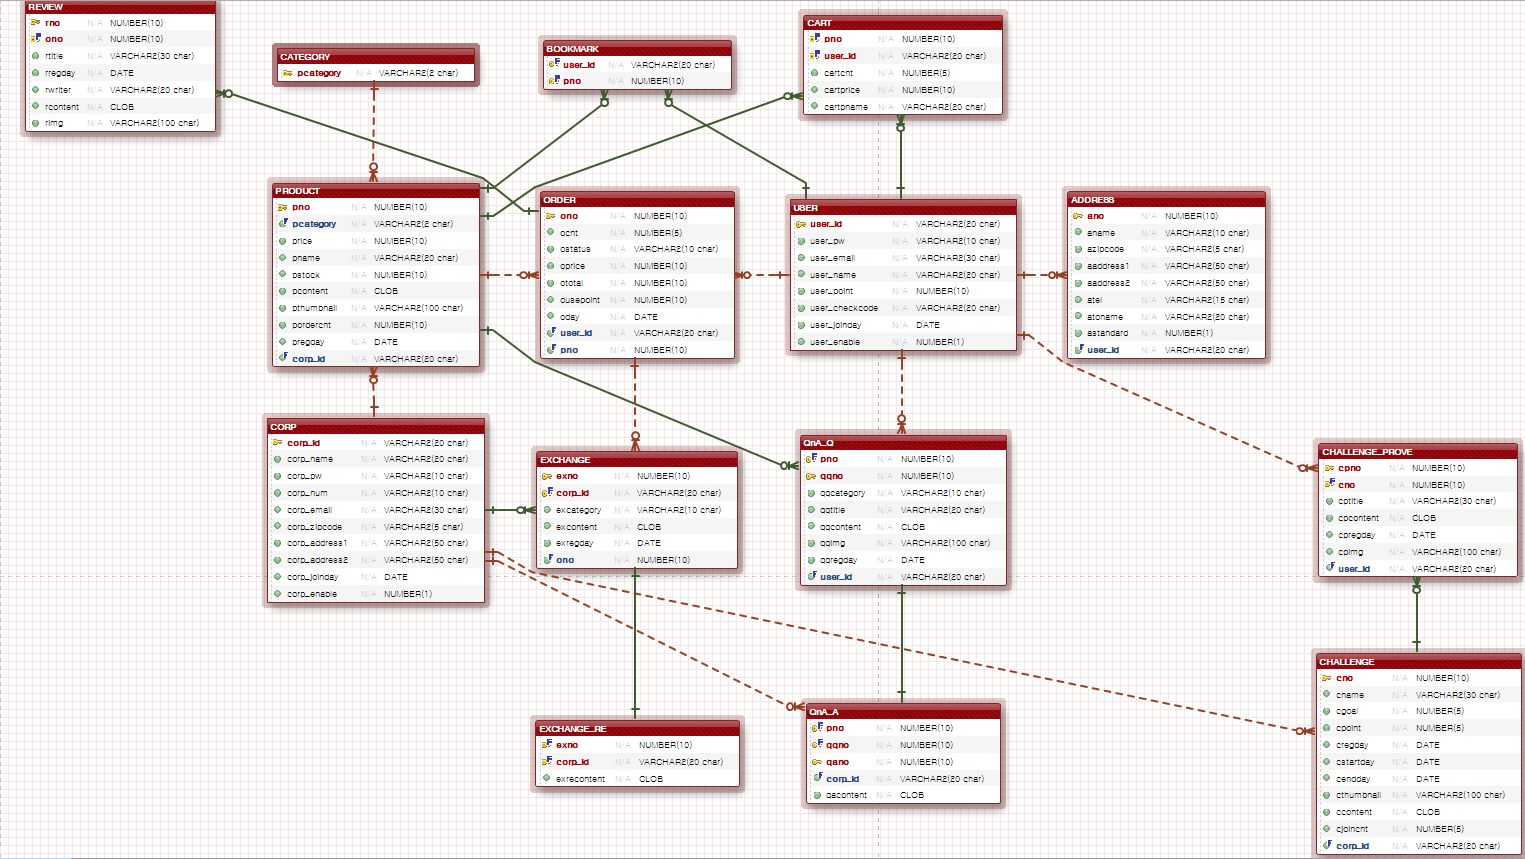 REVIEW
rno N/A NUMBER(10)
ono N/A NUMBER(10)
rtitle N/A VARCHAR2(30 char)
rregday N/A DATE
rwriter N/A VARCHAR2(20 char)
rcontent N/A CLOB
rimg N/A VARCHAR2(100 char)
CATEGORY
pcategory N/A VARCHAR2(2 char)
BOOKMARK
user_id N/A VARCHAR2(20 char)
pno N/A NUMBER(10)
CART
pno N/A NUMBER(10)
user_id N/A VARCHAR2(20 char)
cartcnt N/A NUMBER(5)
cartprice N/A NUMBER(10)
cartpname N/A VARCHAR2(20 char)
PRODUCT
pno N/A NUMBER(10)
pcategory N/A VARCHAR2(2 char)
price N/A NUMBER(10)
pname N/A VARCHAR2(20 char)
pstock N/A NUMBER(10)
pcontent N/A CLOB
pthumbnail N/A VARCHAR2(100 char)
pordercnt N/A NUMBER(10)
pregday N/A DATE
corp_id N/A VARCHAR2(20 char)
ORDER
ono N/A NUMBER(10)
ocnt N/A NUMBER(5)
ostatus N/A VARCHAR2(10 char)
oprice N/A NUMBER(10)
ototal N/A NUMBER(10)
ousepoint N/A NUMBER(10)
oday N/A DATE
user_id N/A VARCHAR2(20 char)
pno N/A NUMBER(10)
USER
user_id N/A VARCHAR2(20 char)
user_pw N/A VARCHAR2(10 char)
user_email N/A VARCHAR2(30 char)
user_name N/A VARCHAR2(20 char)
user_point N/A NUMBER(10)
user_checkcode N/A VARCHAR2(20 char)
user_joinday N/A DATE
user_enable N/A NUMBER(1)
ADDRESS
ano N/A NUMBER(10)
aname N/A VARCHAR2(10 char)
azipcode N/A VARCHAR2(5 char)
aaddress1 N/A VARCHAR2(50 char)
aaddress2 N/A VARCHAR2(50 char)
atel N/A VARCHAR2(15 char)
atoname N/A VARCHAR2(20 char)
astandard N/A NUMBER(1)
user_id N/A VARCHAR2(20 char)
CORP
corp_id N/A VARCHAR2(20 char)
corp_name N/A VARCHAR2(20 char)
corp_pw N/A VARCHAR2(10 char)
corp_num N/A VARCHAR2(10 char)
corp_email N/A VARCHAR2(30 char)
corp_zipcode N/A VARCHAR2(5 char)
corp_address1 N/A VARCHAR2(50 char)
corp_address2 N/A VARCHAR2(50 char)
corp_joinday N/A DATE
corp_enable N/A NUMBER(1)
EXCHANGE
exno N/A NUMBER(10)
corp_id N/A VARCHAR2(20 char)
excategory N/A VARCHAR2(10 char)
excontent N/A CLOB
exregday N/A DATE
ono N/A NUMBER(10)
QnA_Q
pno N/A NUMBER(10)
qqno N/A NUMBER(10)
qqcategory N/A VARCHAR2(10 char)
qqtitle N/A VARCHAR2(20 char)
qqcontent N/A CLOB
qqimg N/A VARCHAR2(100 char)
qqregday N/A DATE
user_id N/A VARCHAR2(20 char)
CHALLENGE_PROVE
cpno N/A NUMBER(10)
cno N/A NUMBER(10)
cptitle N/A VARCHAR2(30 char)
cpcontent N/A CLOB
cpregday N/A DATE
cpimg N/A VARCHAR2(100 char)
user_id N/A VARCHAR2(20 char)
EXCHANGE_RE
exno N/A NUMBER(10)
corp_id N/A VARCHAR2(20 char)
exrecontent N/A CLOB
QnA_A
pno N/A NUMBER(10)
qqno N/A NUMBER(10)
qano N/A NUMBER(10)
corp_id N/A VARCHAR2(20 char)
qacontent N/A CLOB
CHALLENGE
cno N/A NUMBER(10)
cname N/A VARCHAR2(30 char)
cgoal N/A NUMBER(5)
cpoint N/A NUMBER(5)
cregday N/A DATE
cstartday N/A DATE
cendday N/A DATE
cthumbnail N/A VARCHAR2(100 char)
ccontent N/A CLOB
cjoincnt N/A NUMBER(5)
corp_id N/A VARCHAR2(20 char)